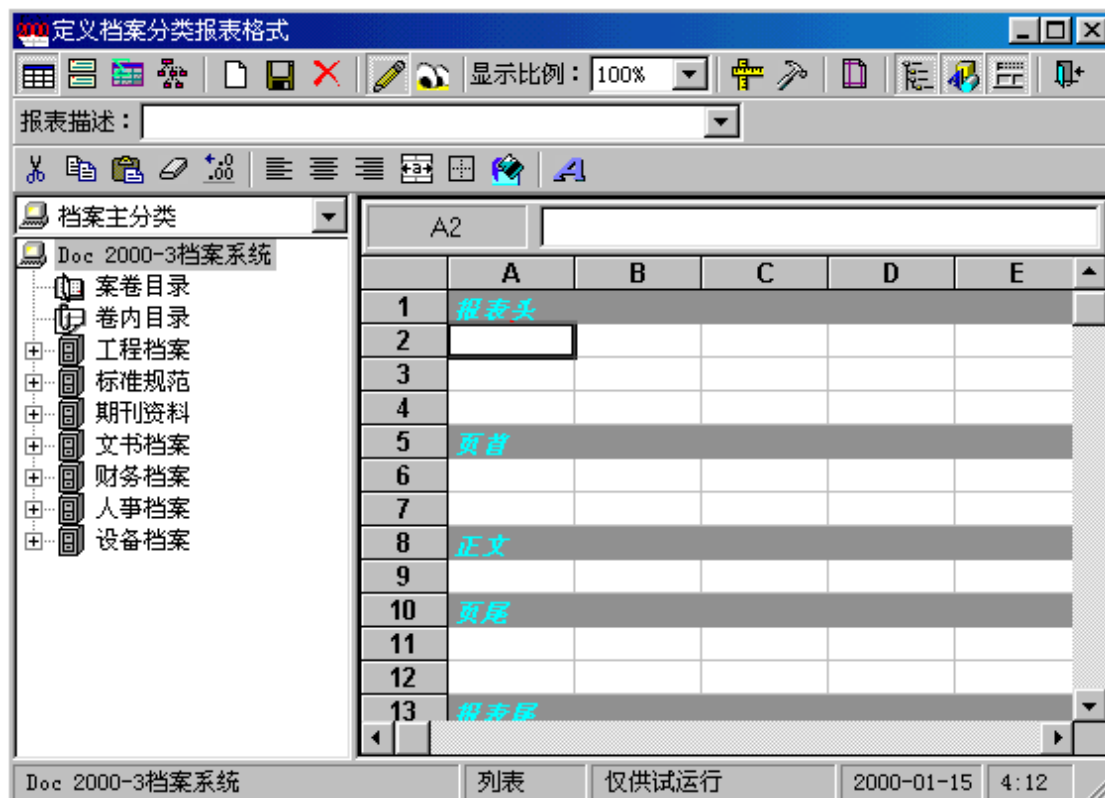 2000 定义档案分类报表格式
显示比例： 100%
报表描述：
档案主分类
A2
Doc 2000-3档案系统
案卷目录
卷内目录
工程档案
标准规范
期刊资料
文书档案
财务档案
人事档案
设备档案
A B C D E
1 报表头
2
3
4
5 页首
6
7
8 正文
9
10 页尾
11
12
13 报表尾
Doc 2000-3档案系统 列表 仅供试运行 2000-01-15 4:12